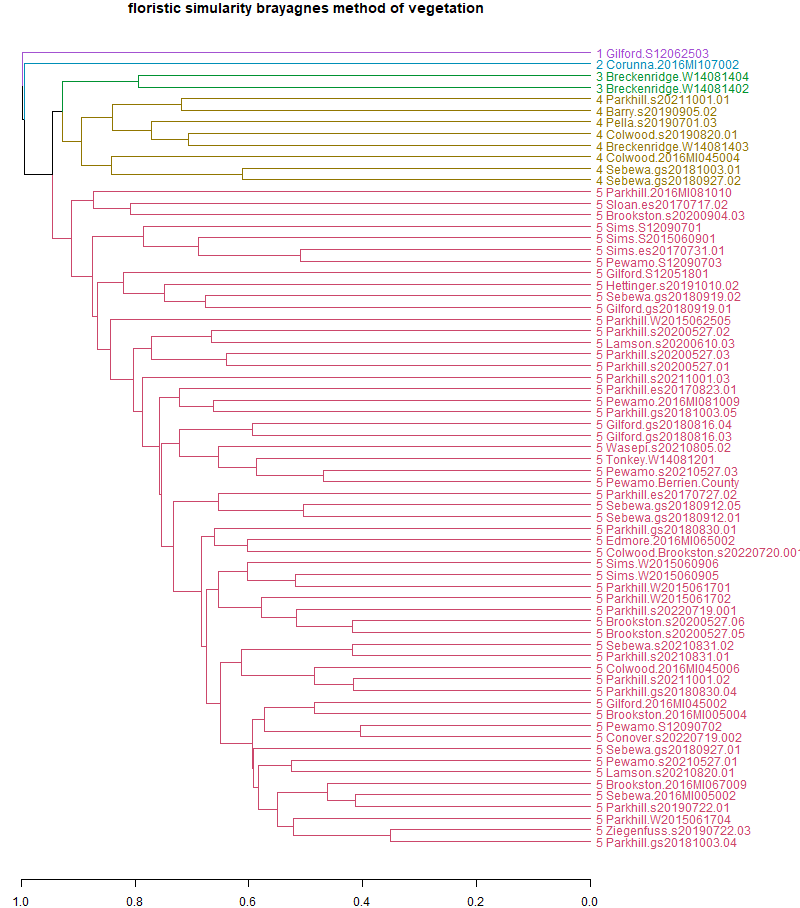 floristic simularity brayagnes method of vegetation
1 Gilford.S12062503
2 Corunna.2016MI107002
3 Breckenridge.W14081404
3 Breckenridge.W14081402
4 Parkhill.s20211001.01
4 Barry.s20190905.02
4 Pella.s20190701.03
4 Colwood.s20190820.01
4 Breckenridge.W14081403
4 Colwood.2016MI045004
4 Sebewa.gs20181003.01
4 Sebewa.gs20180927.02
5 Parkhill.2016MI081010
5 Sloan.es20170717.02
5 Brookston.s20200904.03
5 Sims.S12090701
5 Sims.S2015060901
5 Sims.es20170731.01
5 Pewamo.S12090703
5 Gilford.S12051801
5 Hettinger.s20191010.02
5 Sebewa.gs20180919.02
5 Gilford.gs20180919.01
5 Parkhill.W2015062505
5 Parkhill.s20200527.02
5 Lamson.s20200610.03
5 Parkhill.s20200527.03
5 Parkhill.s20200527.01
5 Parkhill.s20211001.03
5 Parkhill.es20170823.01
5 Pewamo.2016MI081009
5 Parkhill.gs20181003.05
5 Gilford.gs20180816.04
5 Gilford.gs20180816.03
5 Wasepi.s20210805.02
5 Tonkey.W14081201
5 Pewamo.s20210527.03
5 Pewamo.Berrien.County
5 Parkhill.es20170727.02
5 Sebewa.gs20180912.05
5 Sebewa.gs20180912.01
5 Parkhill.gs20180830.01
5 Edmore.2016MI065002
5 Colwood.Brookston.s20220720.001
5 Sims.W2015060906
5 Sims.W2015060905
5 Parkhill.W2015061701
5 Parkhill.W2015061702
5 Parkhill.s20220719.001
5 Brookston.s20200527.06
5 Brookston.s20200527.05
5 Sebewa.s20210831.02
5 Parkhill.s20210831.01
5 Colwood.2016MI045006
5 Parkhill.s20211001.02
5 Parkhill.gs20180830.04
5 Gilford.2016MI045002
5 Brookston.2016MI005004
5 Pewamo.S12090702
5 Conover.s20220719.002
5 Sebewa.gs20180927.01
5 Pewamo.s20210527.01
5 Lamson.s20210820.01
5 Brookston.2016MI067009
5 Sebewa.2016MI005002
5 Parkhill.s20190722.01
5 Parkhill.W2015061704
5 Ziegenfuss.s20190722.03
5 Parkhill.gs20181003.04
1.0 0.8 0.6 0.4 0.2 0.0